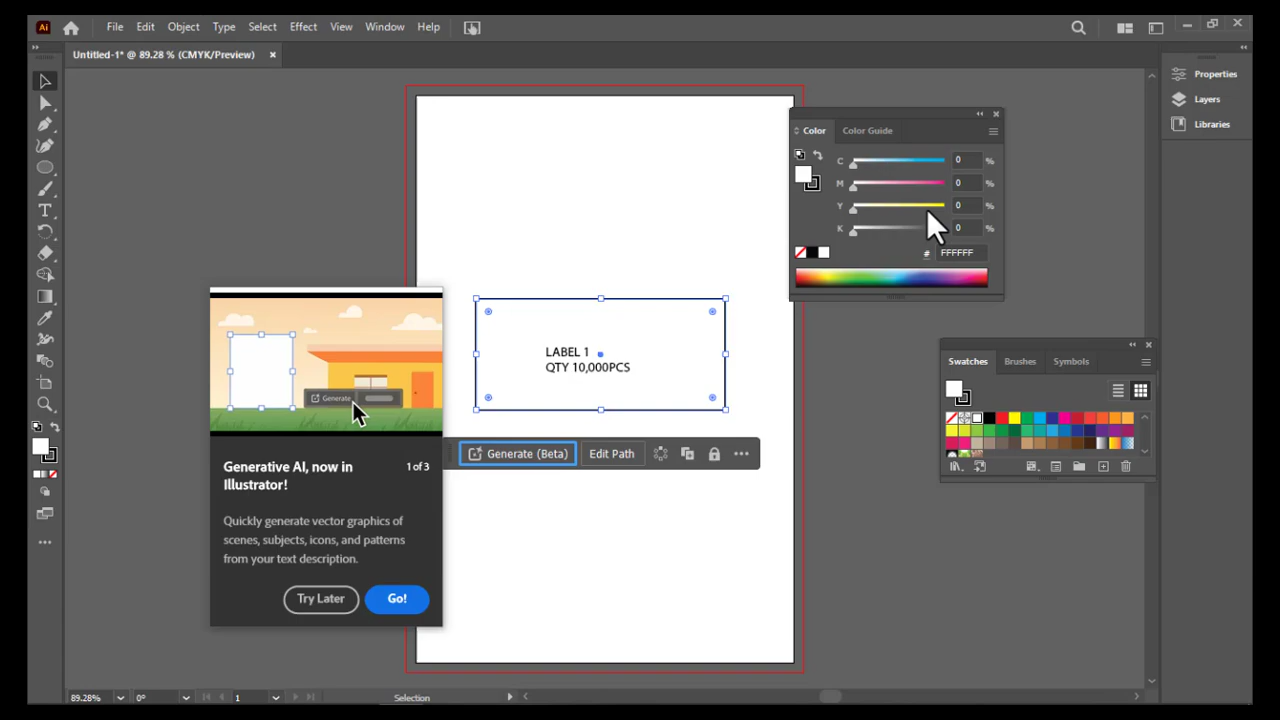 Ai File Edit Object Type Select Effect View Window Help
Untitled-1* @ 89.28 % (CMYK/Preview)
Properties
Layers
Libraries
Color Color Guide
C 0 %
M 0 %
Y 0 %
K 0 %
# FFFFFF
LABEL 1
QTY 10,000PCS
Generate (Beta) Edit Path
Swatches Brushes Symbols
Generate
Generative AI, now in 1 of 3
Illustrator!
Quickly generate vector graphics of
scenes, subjects, icons, and patterns
from your text description.
Try Later Go!
89.28% 0° 1 Selection